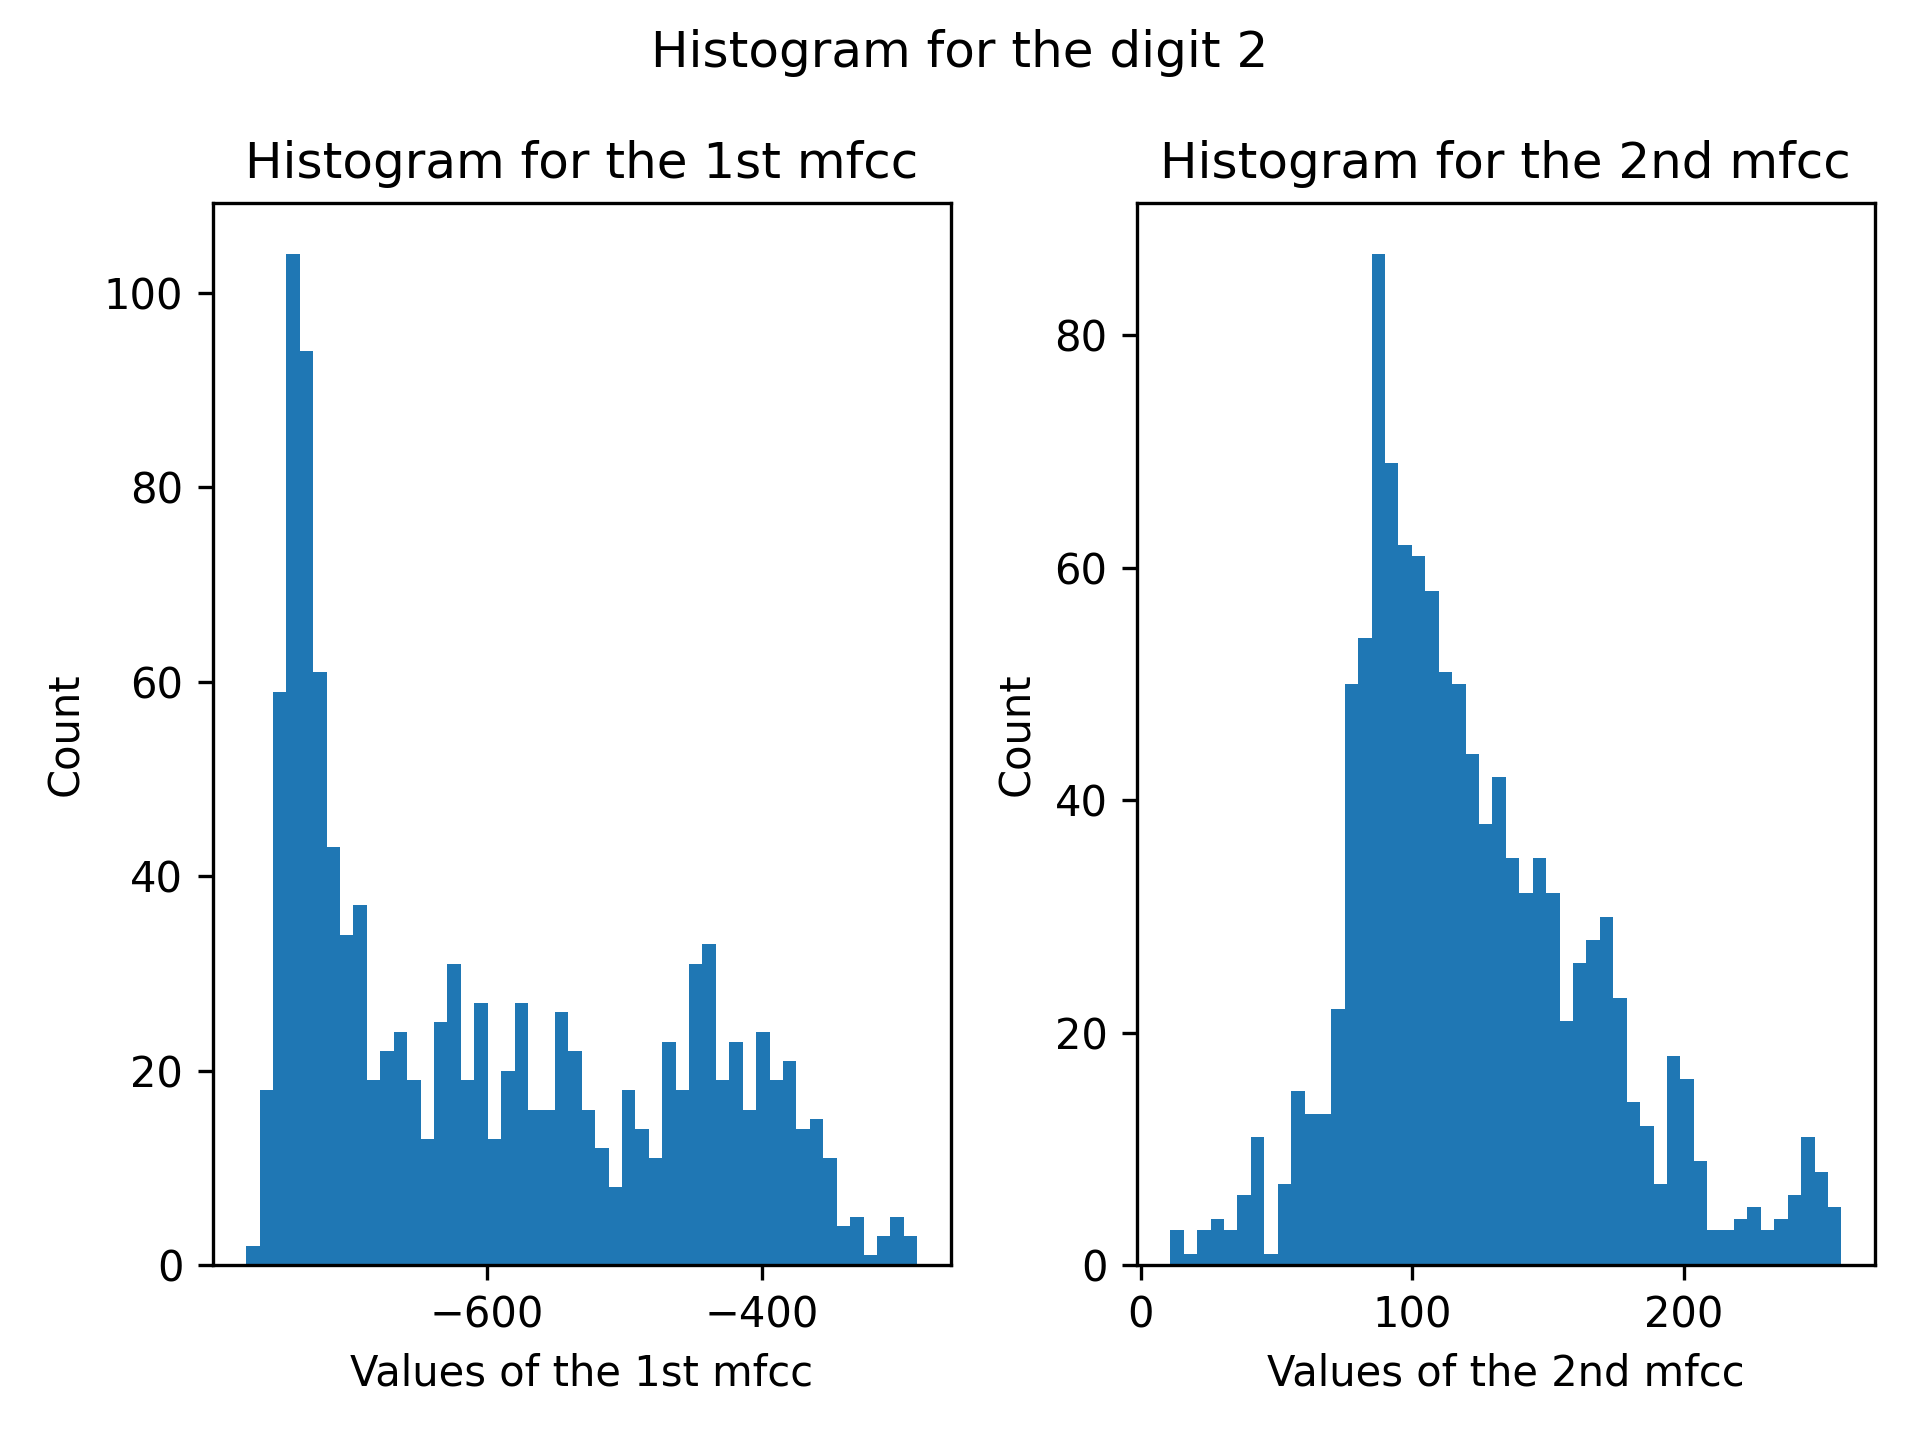 Histogram for the digit 2
Histogram for the 1st mfcc
100
80
60
40
20
0
Count
−600
−400
Values of the 1st mfcc
Histogram for the 2nd mfcc
80
60
40
20
0
Count
0
100
200
Values of the 2nd mfcc